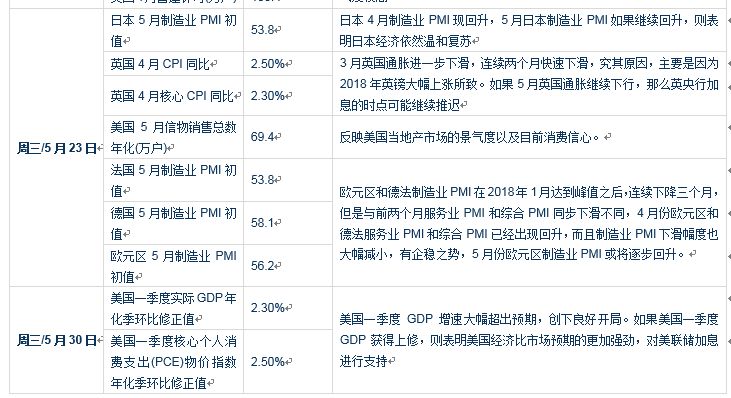 日本 5 月制造业 PMI 初
值
53.8
日本 4 月制造业 PMI 现回升，5 月日本制造业 PMI 如果继续回升，则表
明日本经济依然温和复苏
英国 4 月 CPI 同比
2.50%
英国 4 月核心 CPI 同比
2.30%
3 月英国通胀进一步下滑，连续两个月快速下滑，究其原因，主要是因为
2018 年英镑大幅上涨所致。如果 5 月英国通胀继续下行，那么英央行加
息的时点可能继续推迟
周三/5 月 23 日
美国 5 月信物销售总数
年化(万户)
69.4
反映美国当地产市场的景气度以及目前消费信心。
法国 5 月制造业 PMI 初
值
53.8
德国 5 月制造业 PMI 初
值
58.1
欧元区 5 月制造业 PMI
初值
56.2
欧元区和德法制造业 PMI 在 2018 年 1 月达到峰值之后，连续下降三个月，
但是与前两个月服务业 PMI 和综合 PMI 同步下滑不同，4 月份欧元区和
德法服务业 PMI 和综合 PMI 已经出现回升，而且制造业 PMI 下滑幅度也
大幅减小，有企稳之势，5 月份欧元区制造业 PMI 或将逐步回升。
周三/5 月 30 日
美国一季度实际 GDP 年
化季环比修正值
2.30%
美国一季度核心个人消
费支出(PCE)物价指数
年化季环比修正值
2.50%
美国一季度 GDP 增速大幅超出预期，创下良好开局。如果美国一季度
GDP 获得上修，则表明美国经济比市场预期的更加强劲，对美联储加息
进行支持